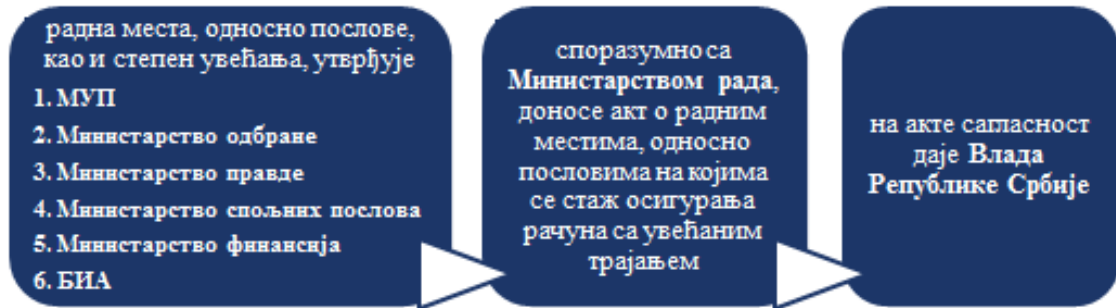 радна места, односно послове,
као и степен увећања, утврђује
1. МУП
2. Министарство одбране
3. Министарство правде
4. Министарство спољних послова
5. Министарство финансија
6. БИА
споразумно са
Министарством рада,
доносе акт о радним
местима, односно
пословима на којима
се стаж осигурања
рачуна са увећаним
трајањем
на акте сагласност
даје Влада
Републике Србије